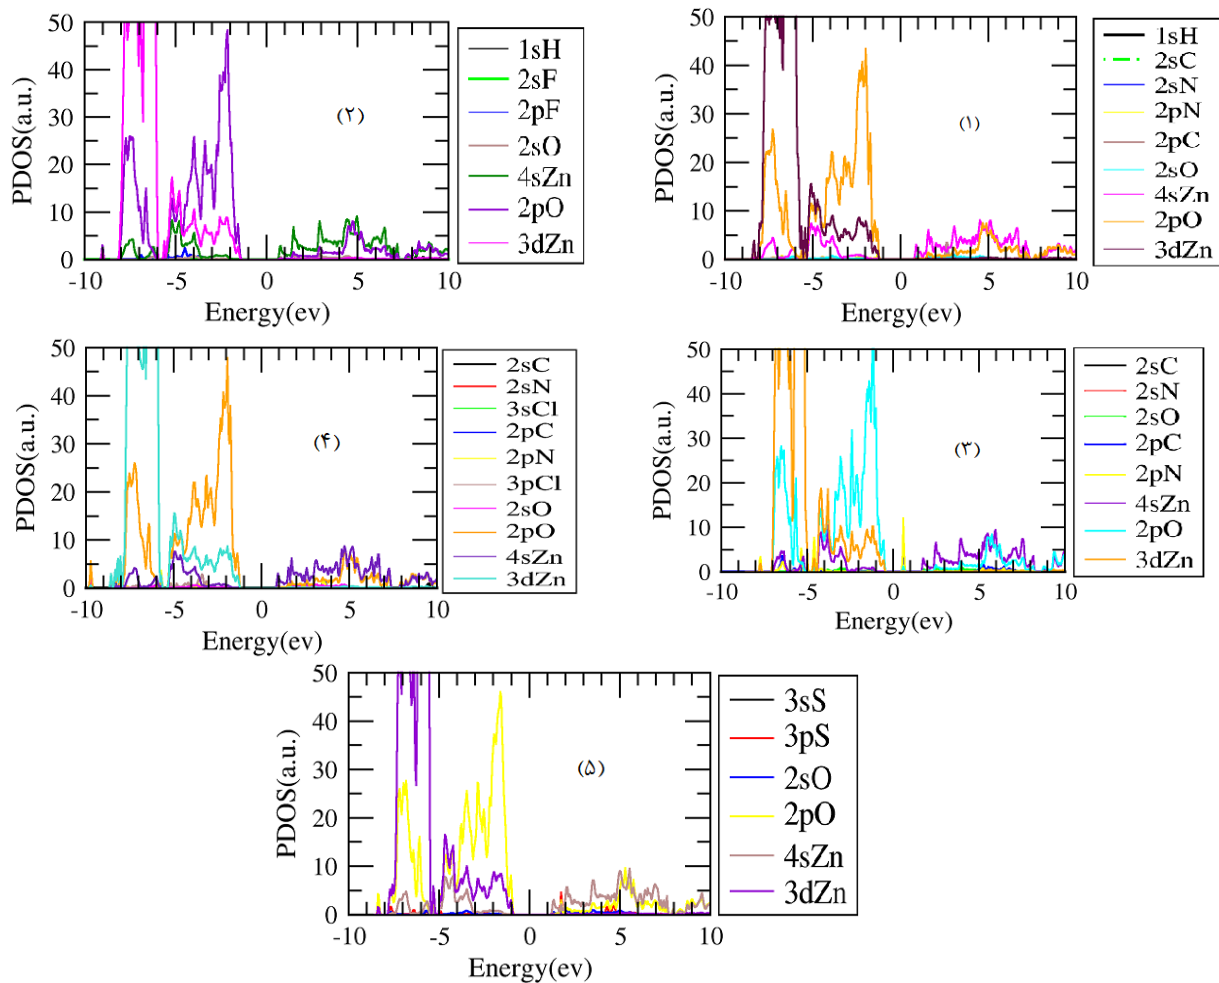 50
40
30
20
10
0
PDOS(a.u.)
-10
-5
0
5
10
Energy(ev)
(۲)
1sH
2sF
2pF
2sO
4sZn
2pO
3dZn
50
40
30
20
10
0
PDOS(a.u.)
-10
-5
0
5
10
Energy(ev)
(۱)
1sH
2sC
2sN
2pN
2pC
2sO
4sZn
2pO
3dZn
50
40
30
20
10
0
PDOS(a.u.)
-10
-5
0
5
10
Energy(ev)
(۴)
2sC
2sN
3sCl
2pC
2pN
3pCl
2sO
2pO
4sZn
3dZn
50
40
30
20
10
0
PDOS(a.u.)
-10
-5
0
5
10
Energy(ev)
(۳)
2sC
2sN
2sO
2pC
2pN
4sZn
2pO
3dZn
50
40
30
20
10
0
PDOS(a.u.)
-10
-5
0
5
10
Energy(ev)
(۵)
3sS
3pS
2sO
2pO
4sZn
3dZn